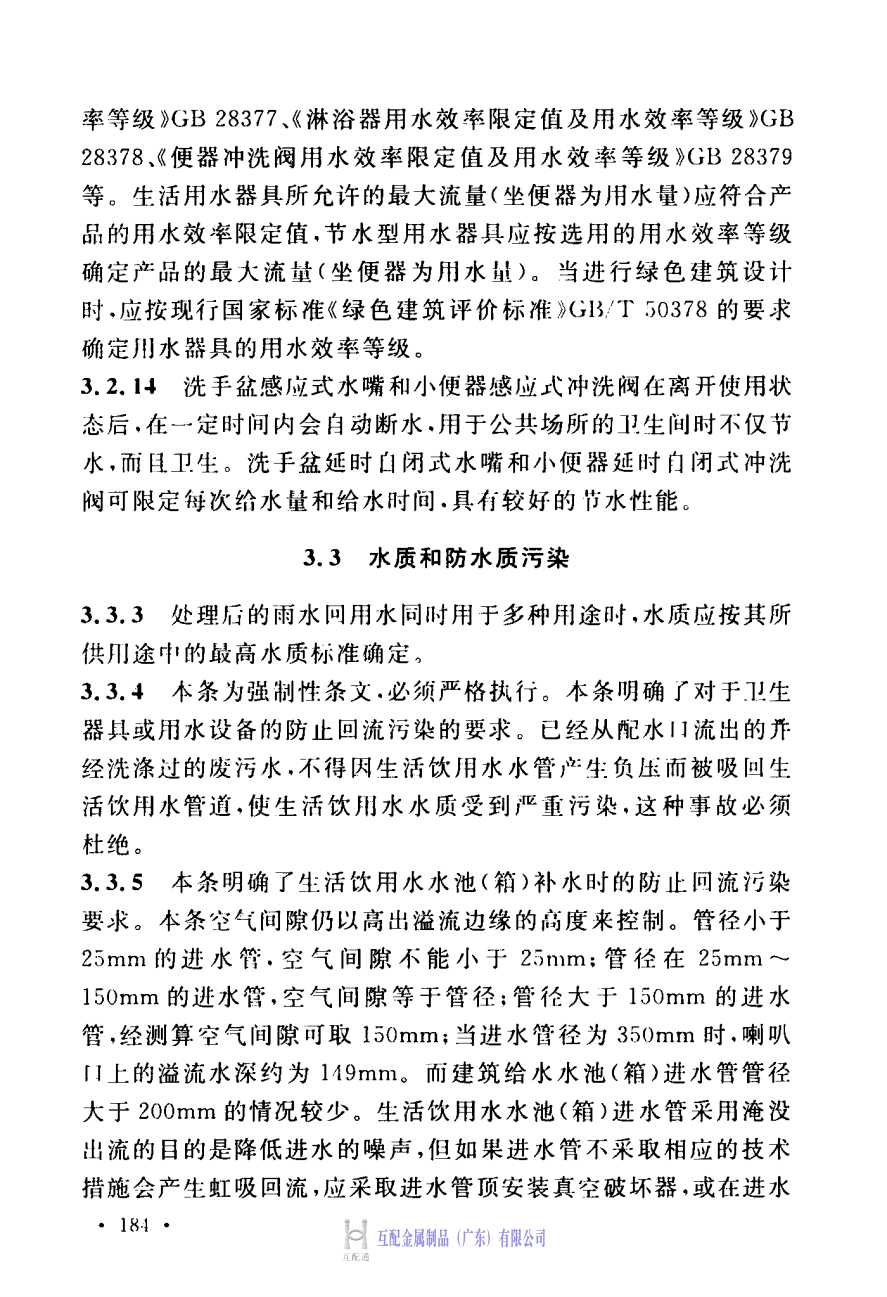 率等级》GB 28377、《淋浴器用水效率限定值及用水效率等级》GB
28378、《便器冲洗阀用水效率限定值及用水效率等级》GB 28379
等。生活用水器具所允许的最大流量(坐便器为用水量)应符合产
品的用水效率限定值,节水型用水器具应按选用的用水效率等级
确定产品的最大流量(坐便器为用水量)。当进行绿色建筑设计
时,应按现行国家标准《绿色建筑评价标准》GB/T 50378 的要求
确定用水器具的用水效率等级。
3.2.14 洗手盆感应式水嘴和小便器感应式冲洗阀在离开使用状
态后,在一定时间内会自动断水,用于公共场所的卫生间时不仅节
水,而且卫生。洗手盆延时自闭式水嘴和小便器延时自闭式冲洗
阀可限定每次给水量和给水时间,具有较好的节水性能。
3.3 水质和防水质污染
3.3.3 处理后的雨水回用水同时用于多种用途时,水质应按其所
供用途中的最高水质标准确定。
3.3.4 本条为强制性条文,必须严格执行。本条明确了对于卫生
器具或用水设备的防止回流污染的要求。已经从配水口流出的并
经洗涤过的废污水,不得因生活饮用水水管产生负压而被吸回生
活饮用水管道,使生活饮用水水质受到严重污染,这种事故必须
杜绝。
3.3.5 本条明确了生活饮用水水池(箱)补水时的防止回流污染
要求。本条空气间隙仍以高出溢流边缘的高度来控制。管径小于
25mm 的进水管,空气间隙不能小于 25mm;管径在 25mm～
150mm 的进水管,空气间隙等于管径;管径大于 150mm 的进水
管,经测算空气间隙可取 150mm;当进水管径为 350mm 时,喇叭
口上的溢流水深约为 149mm。而建筑给水水池(箱)进水管管径
大于 200mm 的情况较少。生活饮用水水池(箱)进水管采用淹没
出流的目的是降低进水的噪声,但如果进水管不采取相应的技术
措施会产生虹吸回流,应采取进水管顶安装真空破坏器,或在进水
• 184 •
互配金属制品（广东）有限公司
互配通